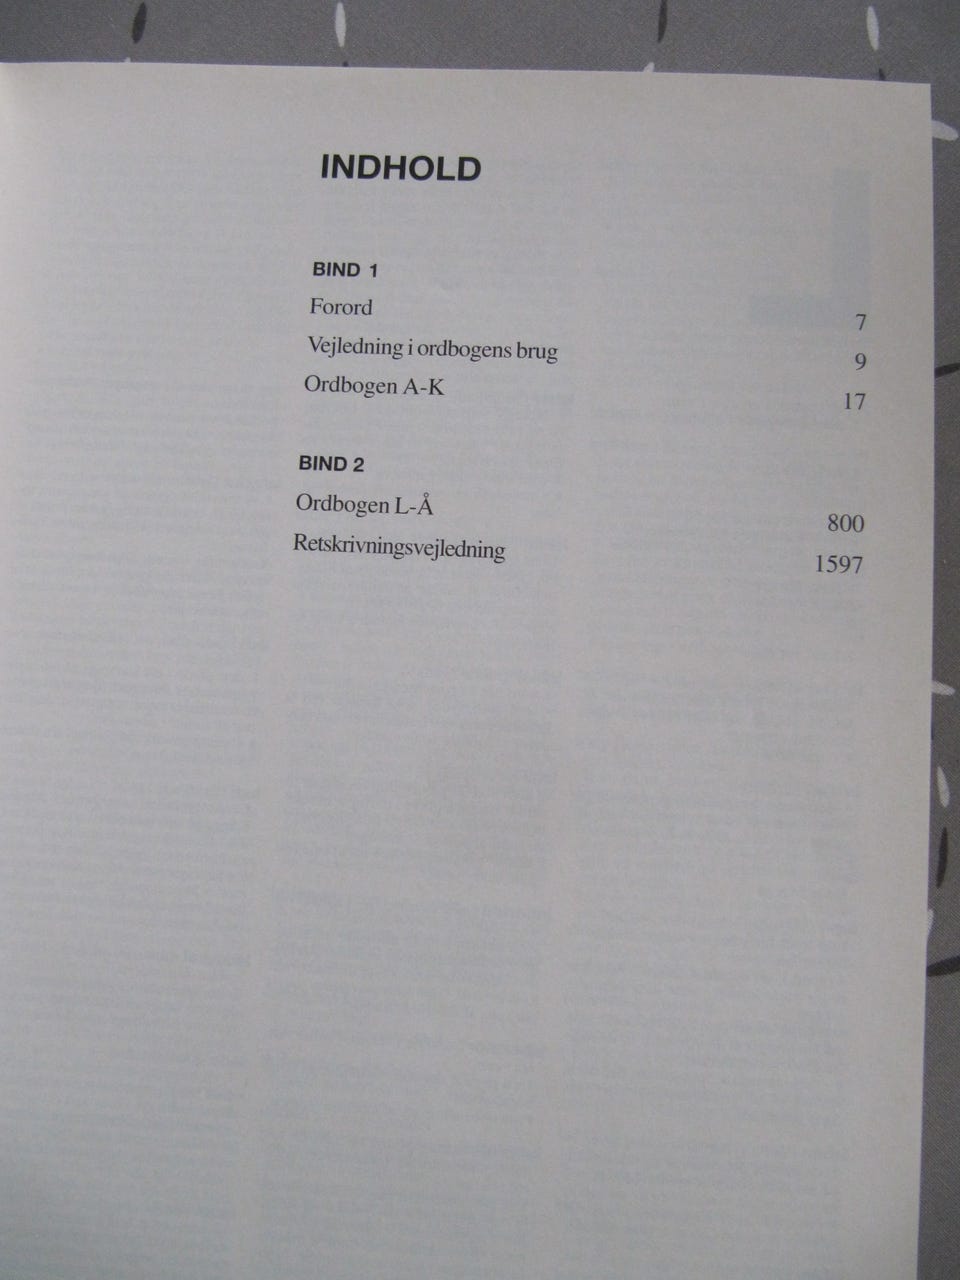 INDHOLD
BIND 1
Forord 7
Vejledning i ordbogens brug 9
Ordbogen A-K 17
BIND 2
Ordbogen L-Å 800
Retskrivningsvejledning 1597